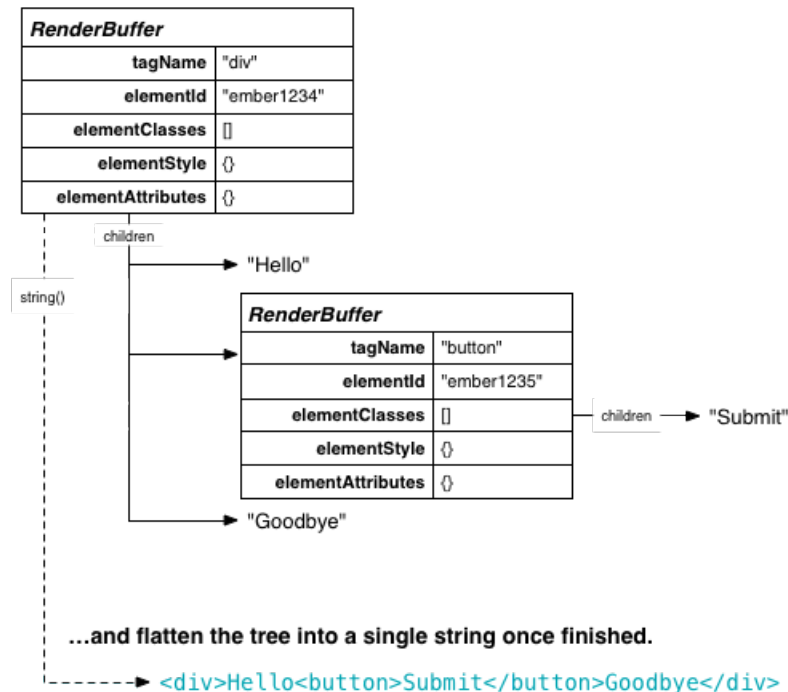 RenderBuffer
tagName "div"
elementId "ember1234"
elementClasses []
elementStyle {}
elementAttributes {}
children
"Hello"
string()
RenderBuffer
tagName "button"
elementId "ember1235"
elementClasses []
children
"Submit"
elementStyle {}
elementAttributes {}
"Goodbye"
…and flatten the tree into a single string once finished.
<div>Hello<button>Submit</button>Goodbye</div>